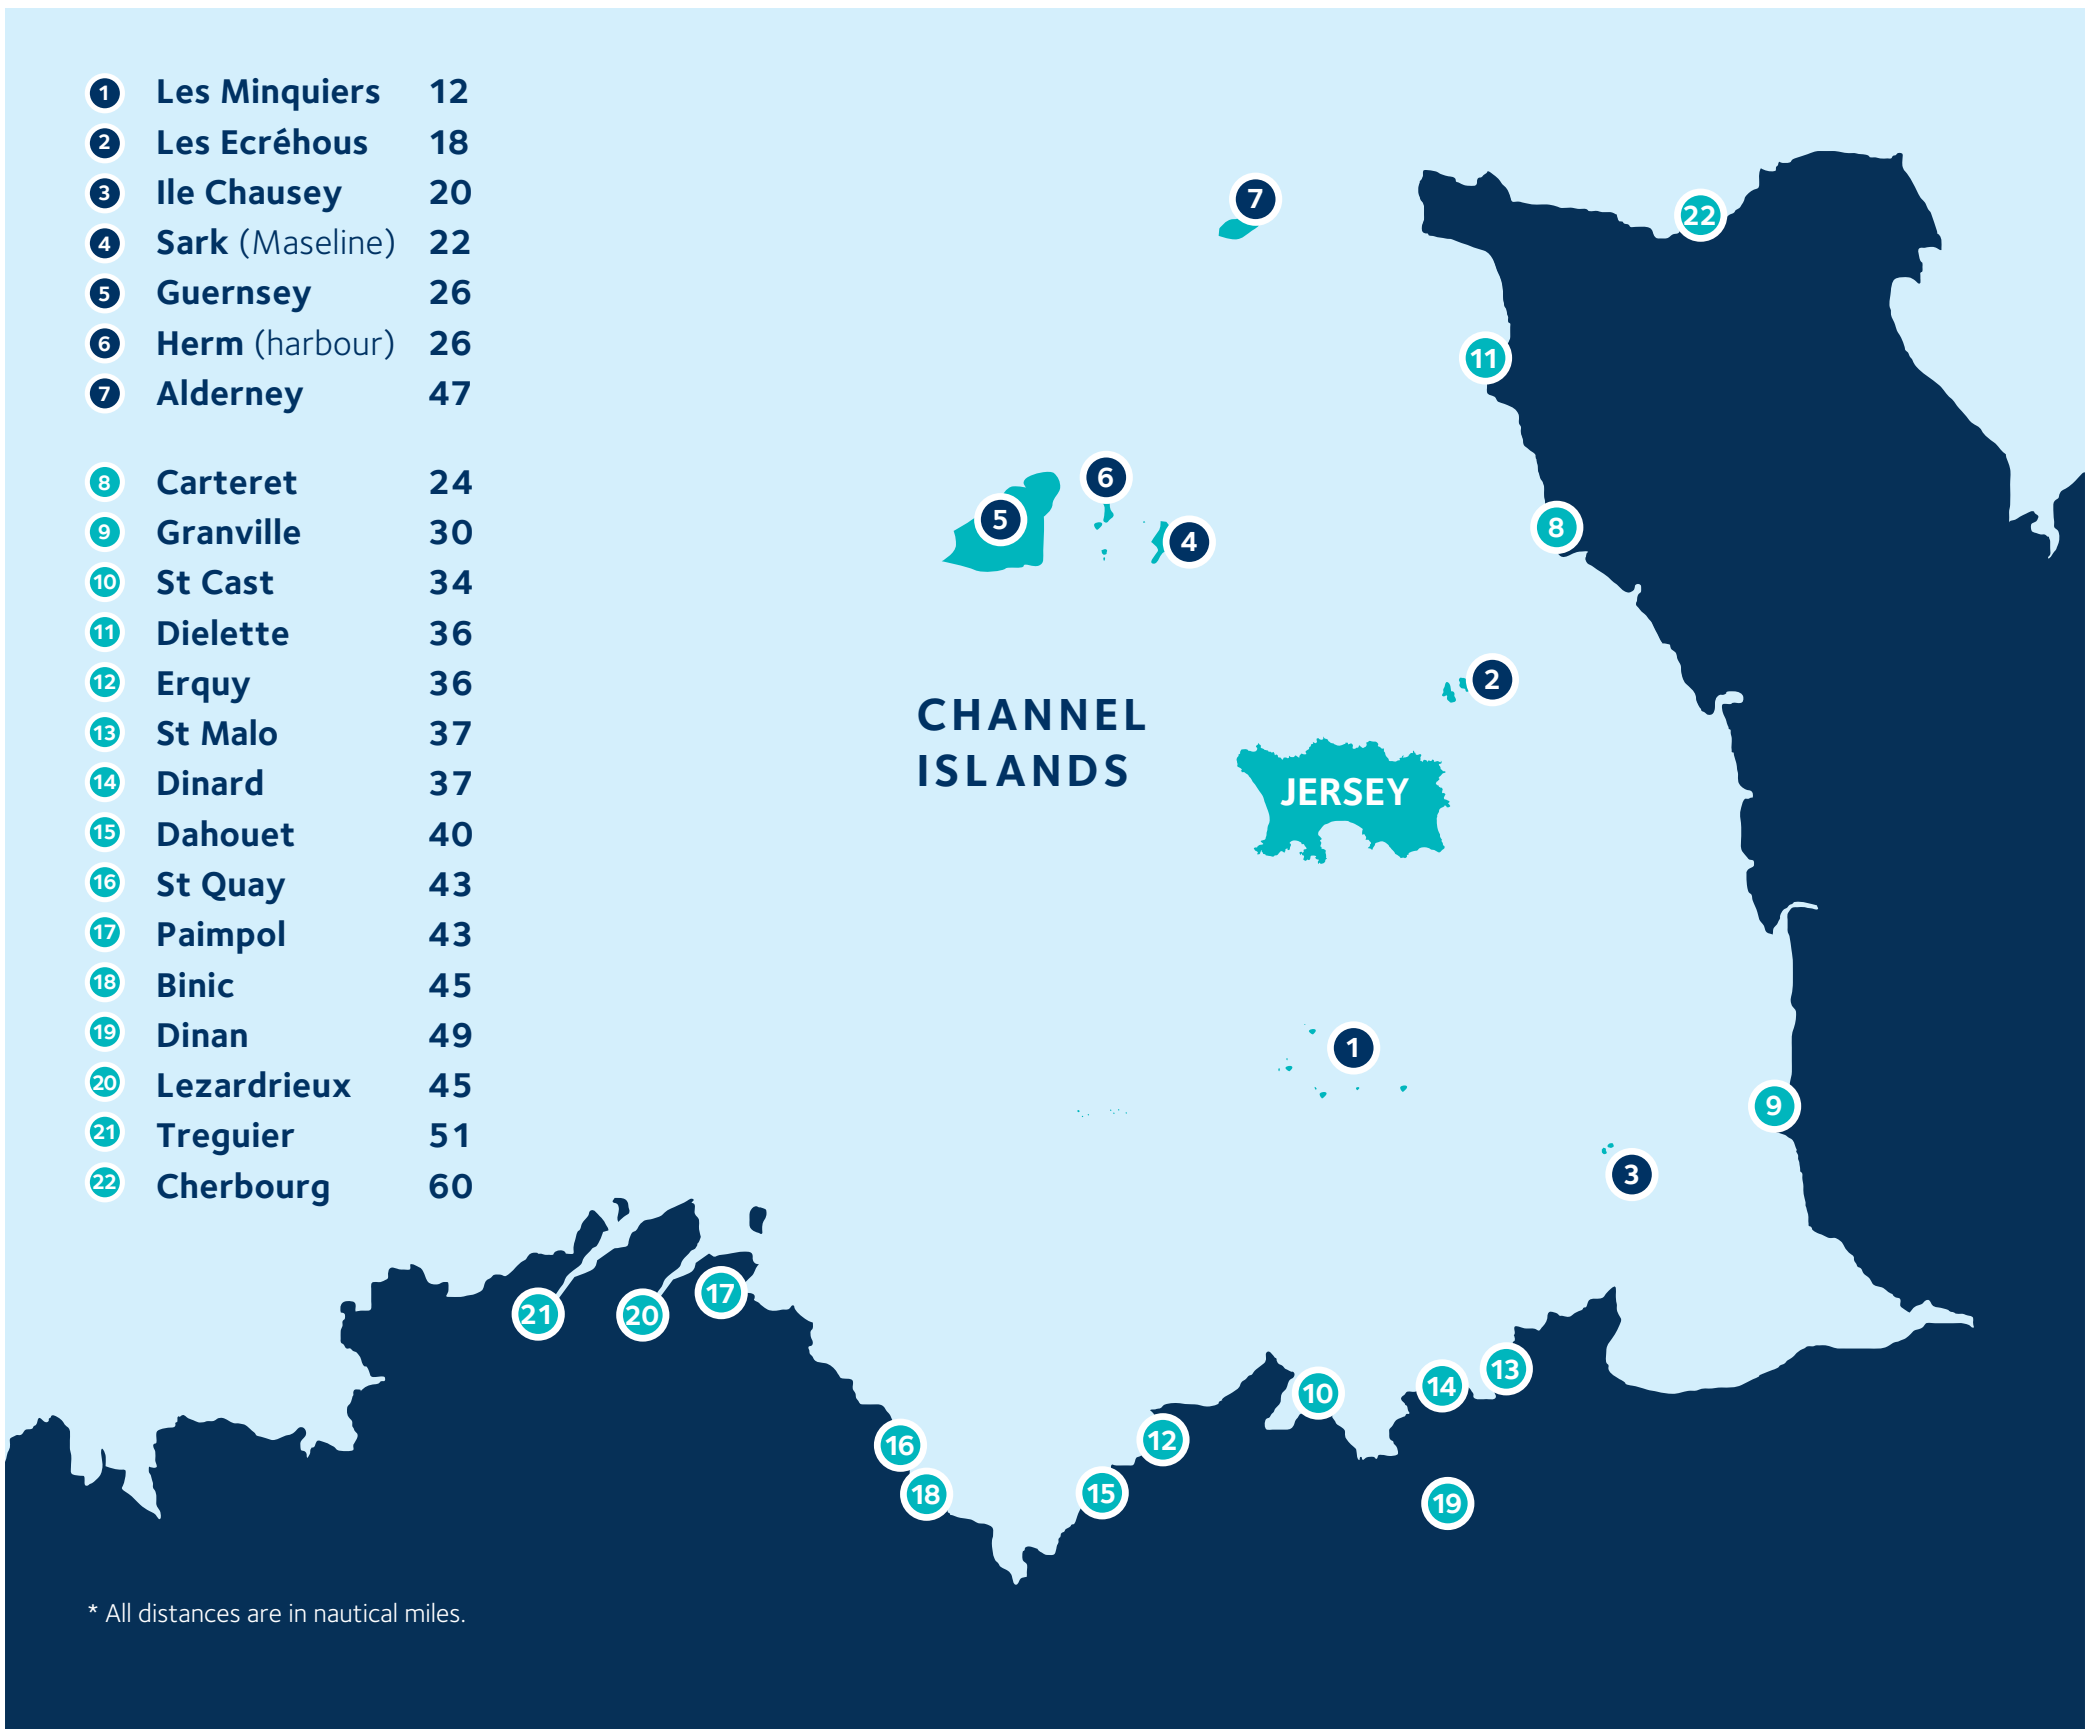 1 Les Minquiers 12
2 Les Ecréhous 18
3 Ile Chausey 20
4 Sark (Maseline) 22
5 Guernsey 26
6 Herm (harbour) 26
7 Alderney 47
8 Carteret 24
9 Granville 30
10 St Cast 34
11 Dielette 36
12 Erquy 36
13 St Malo 37
14 Dinard 37
15 Dahouet 40
16 St Quay 43
17 Paimpol 43
18 Binic 45
19 Dinan 49
20 Lezardrieux 45
21 Treguier 51
22 Cherbourg 60
7
22
11
6
5
4
8
2
CHANNEL
ISLANDS
JERSEY
1
9
3
17
21
20
13
14
10
12
16
15
18
19
* All distances are in nautical miles.